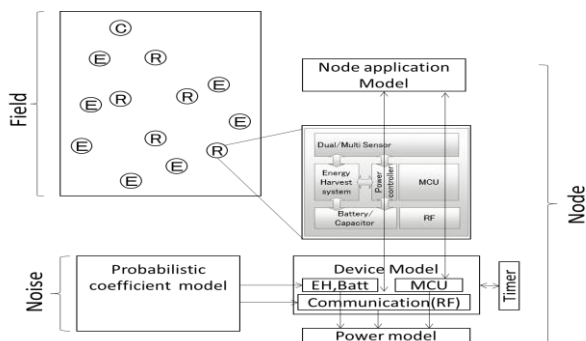 Field
C
E
R
E
E
R
R
E
E
R
R
E
E
Node application
Model
Dual/Multi Sensor
Energy
Harvest
system
Power
controller
MCU
Battery/
Capacitor
RF
Node
Noise
Probabilistic
coefficient model
Device Model
EH,Batt
MCU
Communication(RF)
Timer
Power model